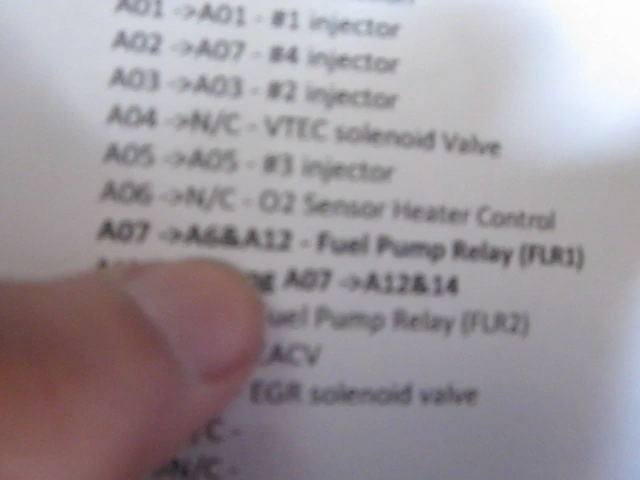 A01 ->A01 - #1 injector
A02 ->A07 - #4 injector
A03 ->A03 - #2 injector
A04 ->N/C - VTEC solenoid Valve
A05 ->A05 - #3 injector
A06 ->N/C - O2 Sensor Heater Control
A07 ->A6&A12 - Fuel Pump Relay (FLR1)
A07 ->A12&14
Pump Relay (FLR2)
ACV
- EGR solenoid valve
/C -
N/C -